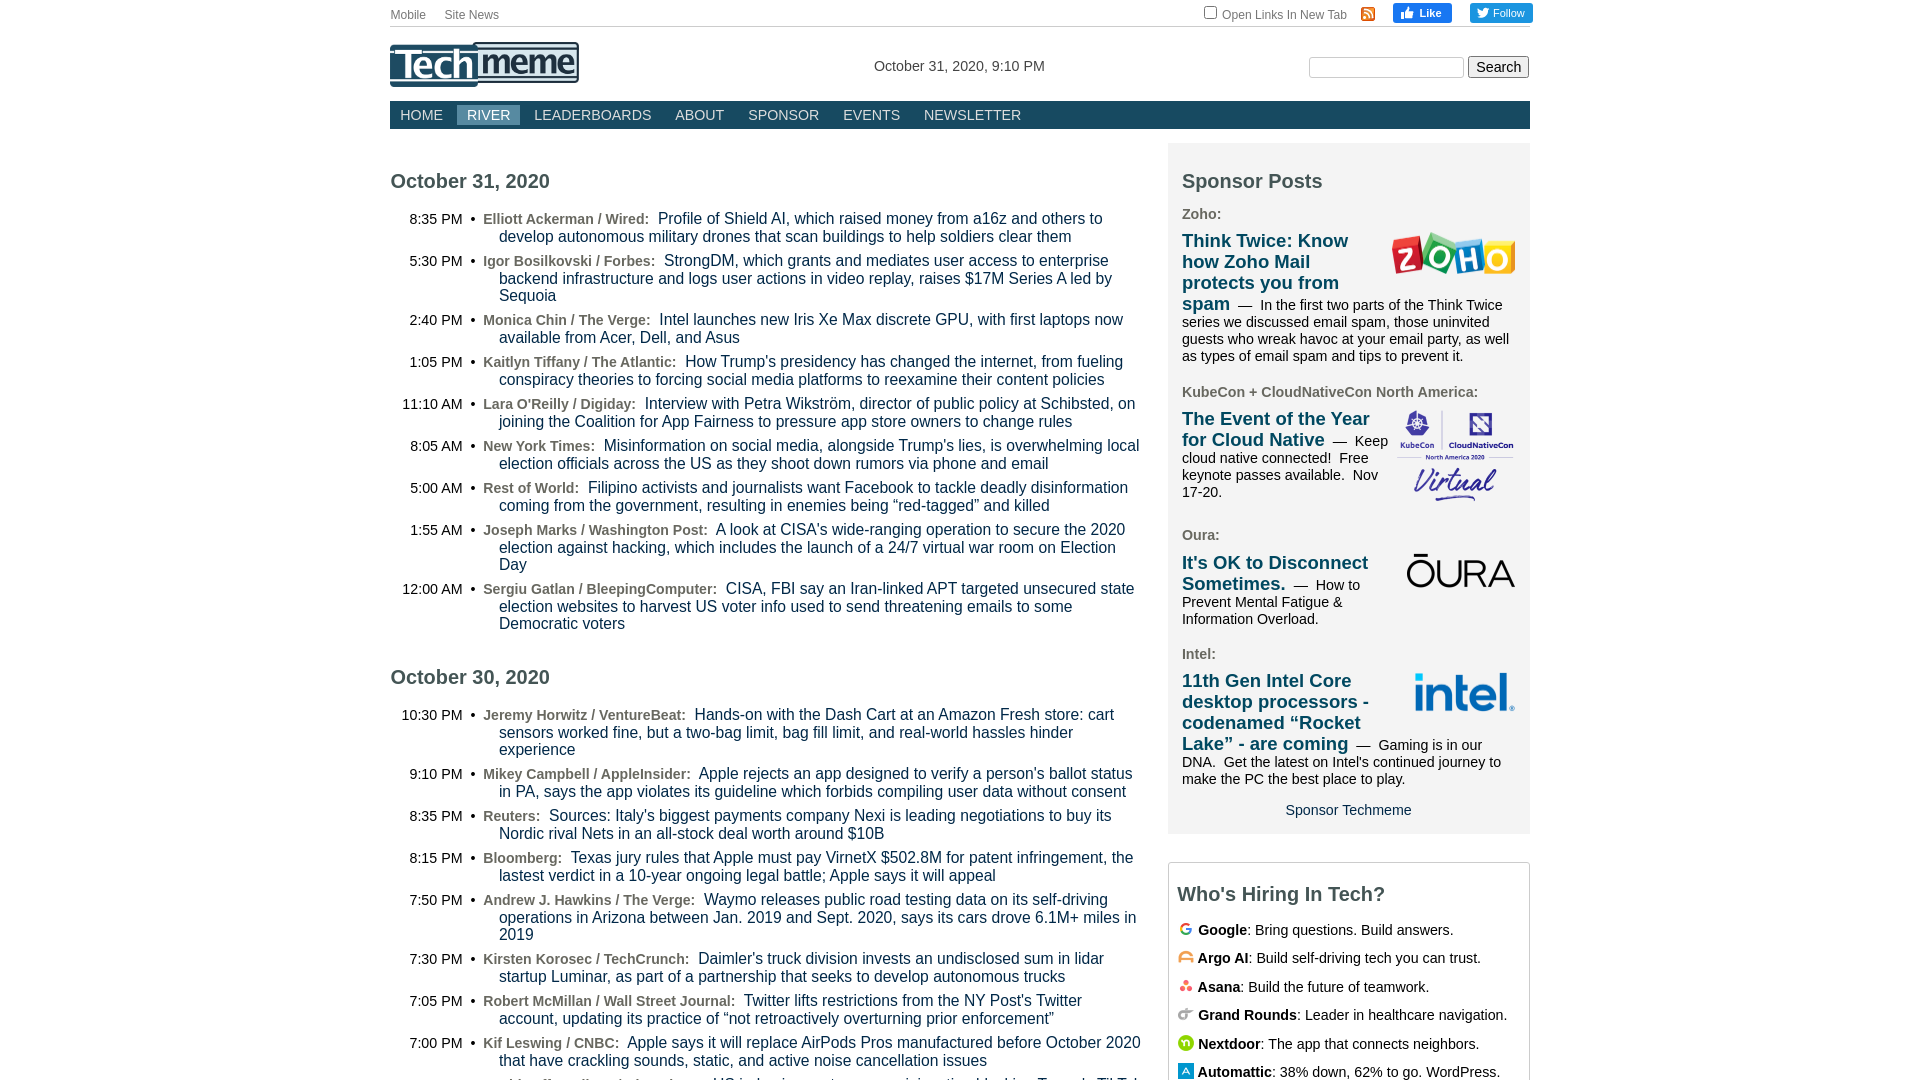 Mobile Site News
Open Links In New Tab Like Follow
Techmeme
October 31, 2020, 9:10 PM
Search
HOME RIVER LEADERBOARDS ABOUT SPONSOR EVENTS NEWSLETTER
October 31, 2020
8:35 PM • Elliott Ackerman / Wired: Profile of Shield AI, which raised money from a16z and others to
develop autonomous military drones that scan buildings to help soldiers clear them
5:30 PM • Igor Bosilkovski / Forbes: StrongDM, which grants and mediates user access to enterprise
backend infrastructure and logs user actions in video replay, raises $17M Series A led by
Sequoia
2:40 PM • Monica Chin / The Verge: Intel launches new Iris Xe Max discrete GPU, with first laptops now
available from Acer, Dell, and Asus
1:05 PM • Kaitlyn Tiffany / The Atlantic: How Trump's presidency has changed the internet, from fueling
conspiracy theories to forcing social media platforms to reexamine their content policies
11:10 AM • Lara O'Reilly / Digiday: Interview with Petra Wikström, director of public policy at Schibsted, on
joining the Coalition for App Fairness to pressure app store owners to change rules
8:05 AM • New York Times: Misinformation on social media, alongside Trump's lies, is overwhelming local
election officials across the US as they shoot down rumors via phone and email
5:00 AM • Rest of World: Filipino activists and journalists want Facebook to tackle deadly disinformation
coming from the government, resulting in enemies being “red-tagged” and killed
1:55 AM • Joseph Marks / Washington Post: A look at CISA's wide-ranging operation to secure the 2020
election against hacking, which includes the launch of a 24/7 virtual war room on Election
Day
12:00 AM • Sergiu Gatlan / BleepingComputer: CISA, FBI say an Iran-linked APT targeted unsecured state
election websites to harvest US voter info used to send threatening emails to some
Democratic voters
October 30, 2020
10:30 PM • Jeremy Horwitz / VentureBeat: Hands-on with the Dash Cart at an Amazon Fresh store: cart
sensors worked fine, but a two-bag limit, bag fill limit, and real-world hassles hinder
experience
9:10 PM • Mikey Campbell / AppleInsider: Apple rejects an app designed to verify a person's ballot status
in PA, says the app violates its guideline which forbids compiling user data without consent
8:35 PM • Reuters: Sources: Italy's biggest payments company Nexi is leading negotiations to buy its
Nordic rival Nets in an all-stock deal worth around $10B
8:15 PM • Bloomberg: Texas jury rules that Apple must pay VirnetX $502.8M for patent infringement, the
lastest verdict in a 10-year ongoing legal battle; Apple says it will appeal
7:50 PM • Andrew J. Hawkins / The Verge: Waymo releases public road testing data on its self-driving
operations in Arizona between Jan. 2019 and Sept. 2020, says its cars drove 6.1M+ miles in
2019
7:30 PM • Kirsten Korosec / TechCrunch: Daimler's truck division invests an undisclosed sum in lidar
startup Luminar, as part of a partnership that seeks to develop autonomous trucks
7:05 PM • Robert McMillan / Wall Street Journal: Twitter lifts restrictions from the NY Post's Twitter
account, updating its practice of “not retroactively overturning prior enforcement”
7:00 PM • Kif Leswing / CNBC: Apple says it will replace AirPods Pros manufactured before October 2020
that have crackling sounds, static, and active noise cancellation issues
Sponsor Posts
Zoho:
Think Twice: Know
how Zoho Mail
protects you from
spam — In the first two parts of the Think Twice
series we discussed email spam, those uninvited
guests who wreak havoc at your email party, as well
as types of email spam and tips to prevent it.
ZOHO
KubeCon + CloudNativeCon North America:
The Event of the Year
for Cloud Native — Keep
cloud native connected! Free
keynote passes available. Nov
17-20.
KubeCon CloudNativeCon
North America 2020
Virtual
Oura:
It's OK to Disconnect
Sometimes. — How to
Prevent Mental Fatigue &
Information Overload.
ŌURA
Intel:
11th Gen Intel Core
desktop processors -
codenamed “Rocket
Lake” - are coming — Gaming is in our
DNA. Get the latest on Intel's continued journey to
make the PC the best place to play.
intel®
Sponsor Techmeme
Who's Hiring In Tech?
Google: Bring questions. Build answers.
Argo AI: Build self-driving tech you can trust.
Asana: Build the future of teamwork.
Grand Rounds: Leader in healthcare navigation.
Nextdoor: The app that connects neighbors.
Automattic: 38% down, 62% to go. WordPress.